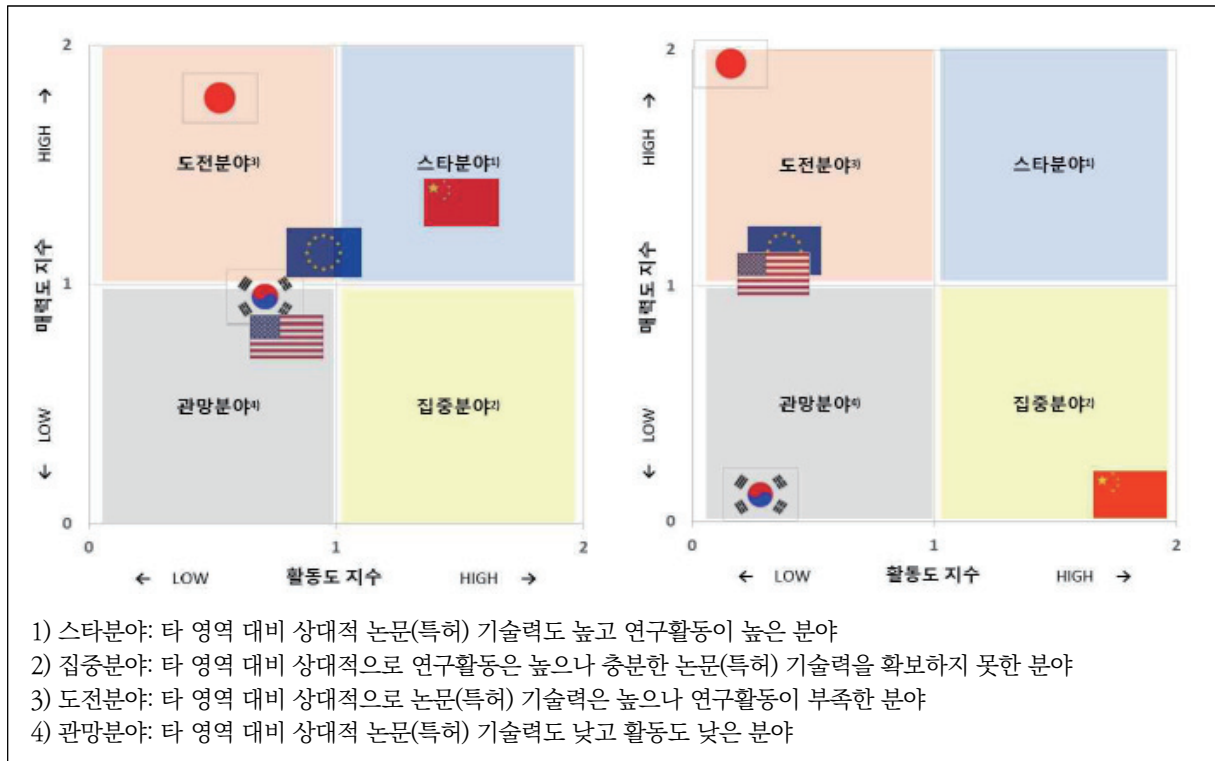 2
HIGH →
도전분야3)
스타분야1)
매력도 지수
1
관망분야4)
집중분야2)
← LOW
0
0
1
2
← LOW
활동도 지수
HIGH →
2
HIGH →
도전분야3)
스타분야1)
매력도 지수
1
관망분야4)
집중분야2)
← LOW
0
0
1
2
← LOW
활동도 지수
HIGH →
1) 스타분야: 타 영역 대비 상대적 논문(특허) 기술력도 높고 연구활동이 높은 분야
2) 집중분야: 타 영역 대비 상대적으로 연구활동은 높으나 충분한 논문(특허) 기술력을 확보하지 못한 분야
3) 도전분야: 타 영역 대비 상대적으로 논문(특허) 기술력은 높으나 연구활동이 부족한 분야
4) 관망분야: 타 영역 대비 상대적 논문(특허) 기술력도 낮고 활동도 낮은 분야